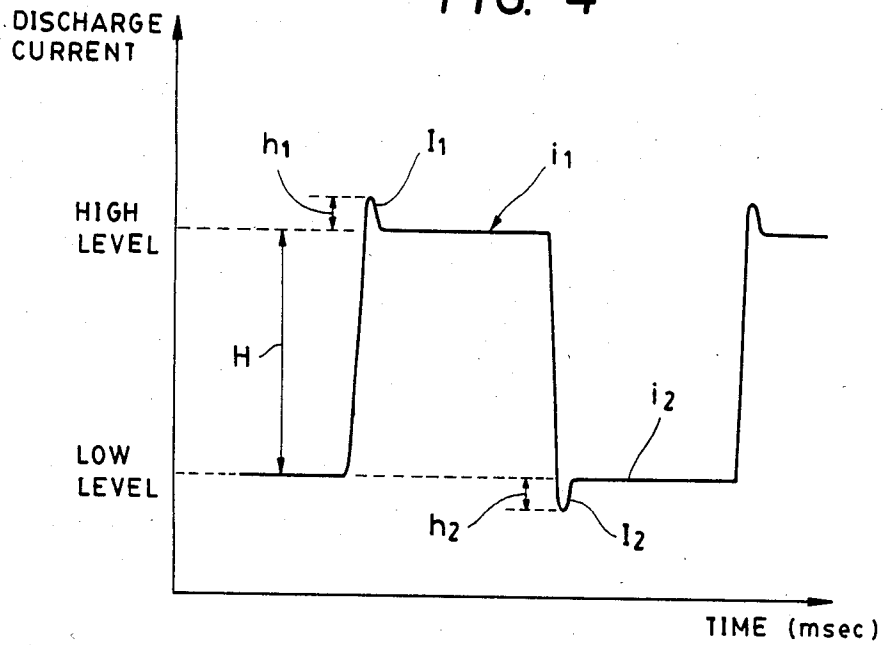 FIG. 4
DISCHARGE
CURRENT
h1
I1
i1
HIGH
LEVEL
H
i2
LOW
LEVEL
h2
I2
TIME (msec)